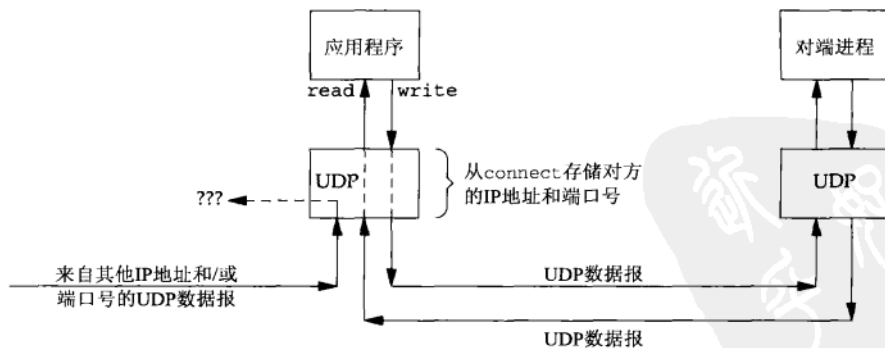 应用程序
对端进程
read
write
UDP
从connect存储对方
的IP地址和端口号
UDP
???
来自其他IP地址和/或
端口号的UDP数据报
UDP数据报
UDP数据报